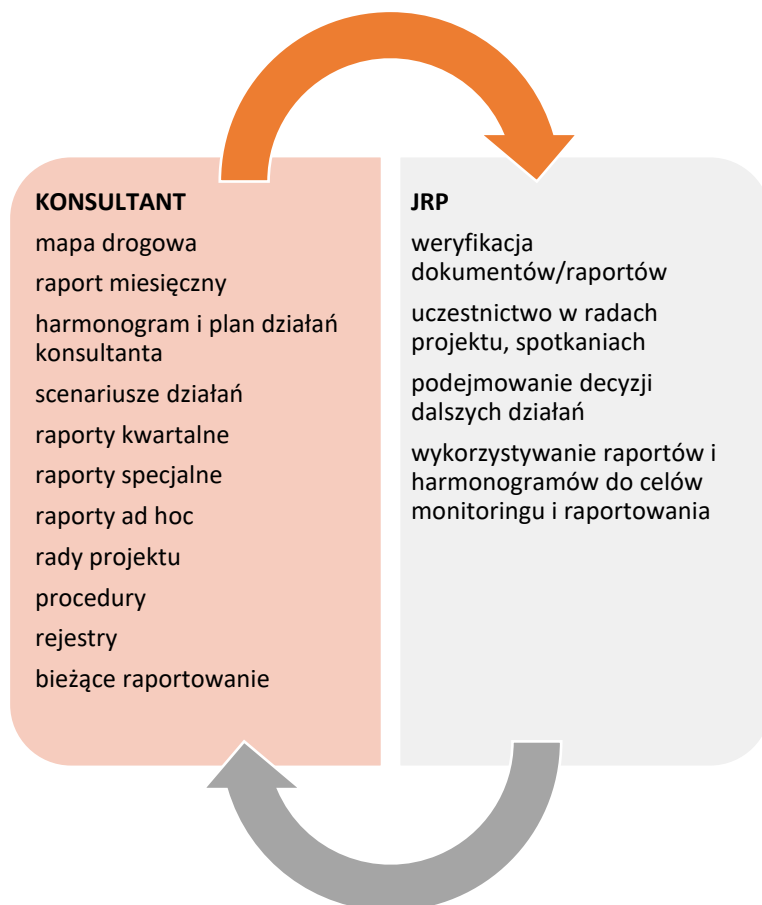 KONSULTANT
mapa drogowa
raport miesięczny
harmonogram i plan działań
konsultanta
scenariusze działań
raporty kwartalne
raporty specjalne
raporty ad hoc
rady projektu
procedury
rejestry
bieżące raportowanie
JRP
weryfikacja
dokumentów/raportów
uczestnictwo w radach
projektu, spotkaniach
podejmowanie decyzji
dalszych działań
wykorzystywanie raportów i
harmonogramów do celów
monitoringu i raportowania